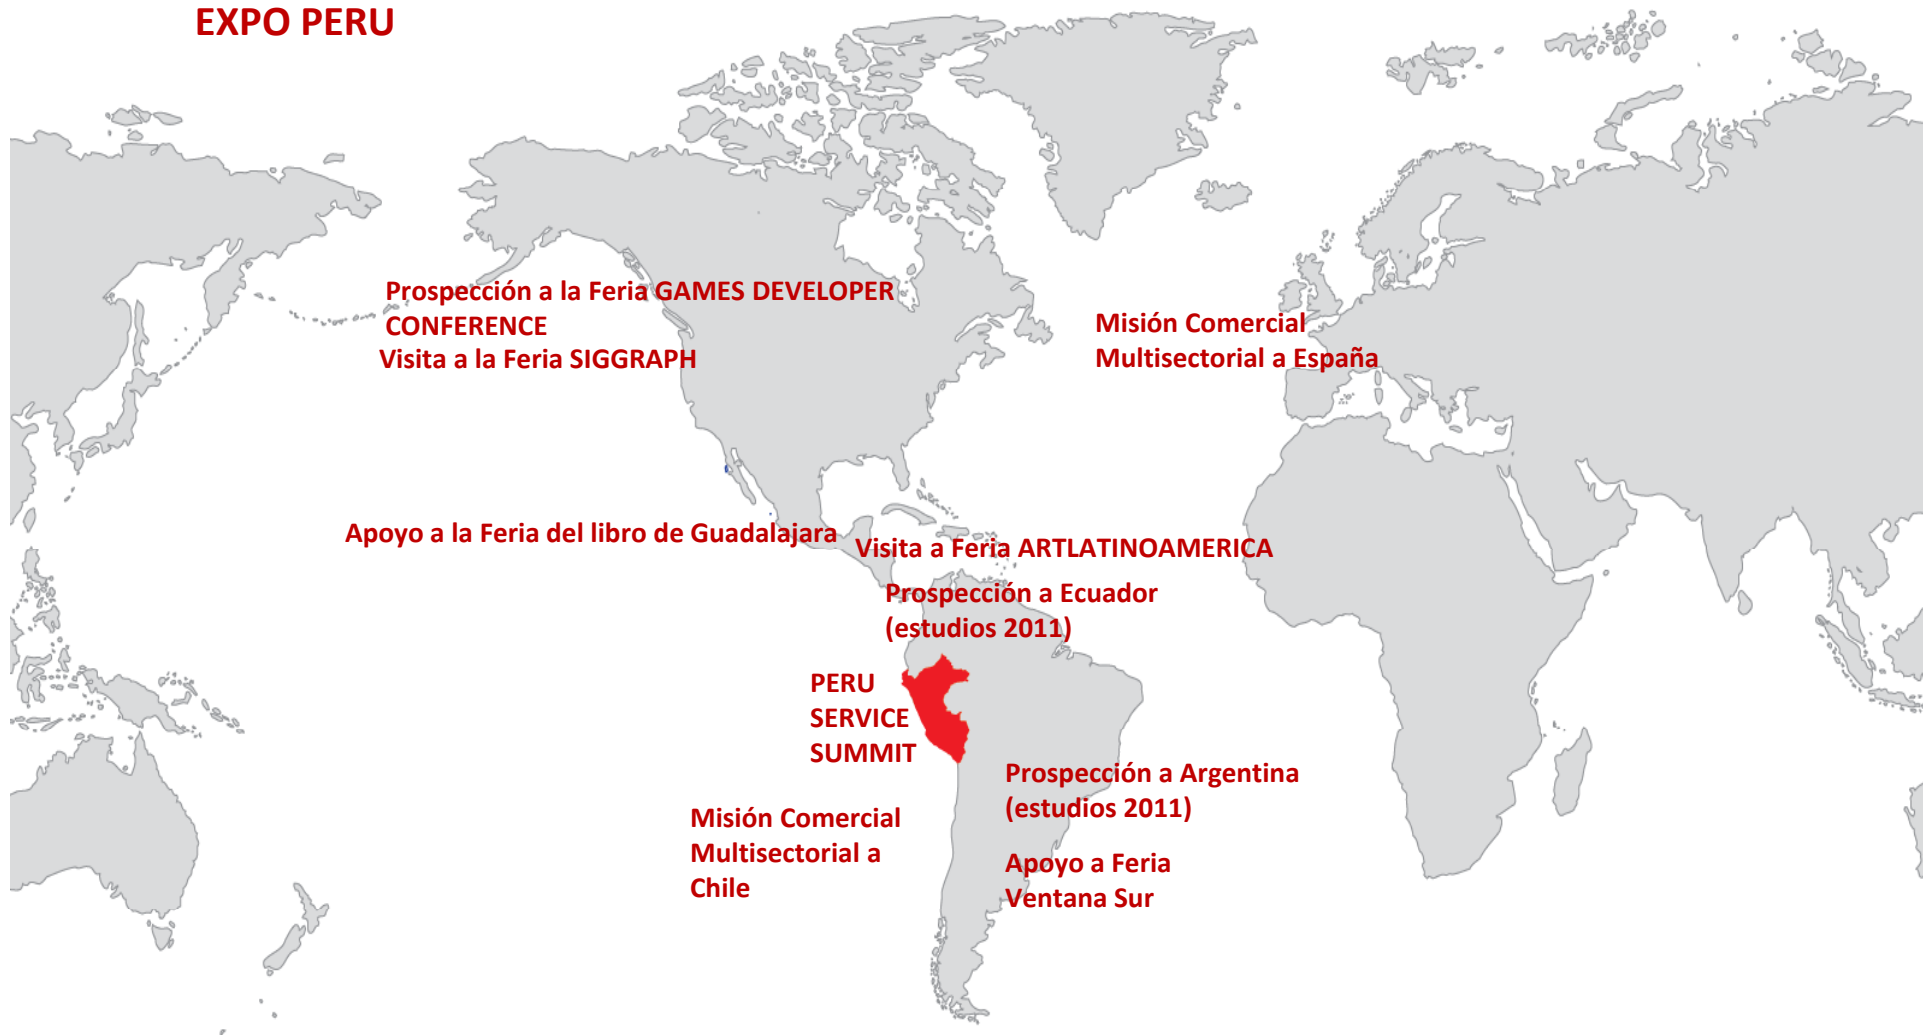 EXPO PERU
Prospección a la Feria GAMES DEVELOPER
CONFERENCE
Visita a la Feria SIGGRAPH
Misión Comercial
Multisectorial a España
Apoyo a la Feria del libro de Guadalajara
Visita a Feria ARTLATINOAMERICA
Prospección a Ecuador
(estudios 2011)
PERU
SERVICE
SUMMIT
Prospección a Argentina
(estudios 2011)
Misión Comercial
Multisectorial a
Chile
Apoyo a Feria
Ventana Sur